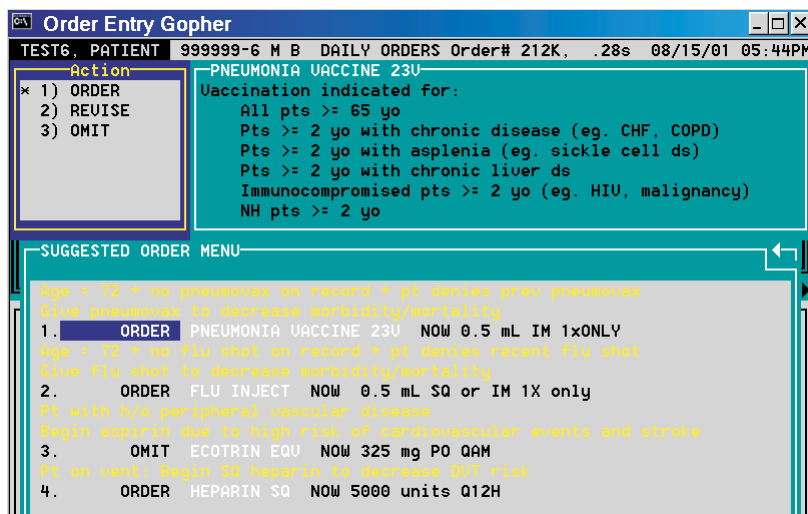 Order Entry Gopher
TEST6, PATIENT 999999-6 M B DAILY ORDERS Order# 212K, .28s 08/15/01 05:44PM
Action
* 1) ORDER
2) REVISE
3) OMIT
PNEUMONIA VACCINE 23V
Vaccination indicated for:
All pts >= 65 yo
Pts >= 2 yo with chronic disease (eg. CHF, COPD)
Pts >= 2 yo with asplenia (eg. sickle cell ds)
Pts >= 2 yo with chronic liver ds
Immunocompromised pts >= 2 yo (eg. HIV, malignancy)
NH pts >= 2 yo
SUGGESTED ORDER MENU
Age = 72 * no pneumovax on record * pt denies prev pneumovax
Give pneumovax to decrease morbidity/mortality
1. ORDER PNEUMONIA VACCINE 23V NOW 0.5 mL IM 1xONLY
Age = 72 * no flu shot on record * pt denies recent flu shot
Give flu shot to decrease morbidity/mortality
2. ORDER FLU INJECT NOW 0.5 mL SQ or IM 1X only
Pt with h/o peripheral vascular disease
Begin aspirin due to high risk of cardiovascular events and stroke
3. OMIT ECOTRIN EQV NOW 325 mg PO QAM
Pt on vent: Begin SQ heparin to decrease DVT risk
4. ORDER HEPARIN SQ NOW 5000 units Q12H